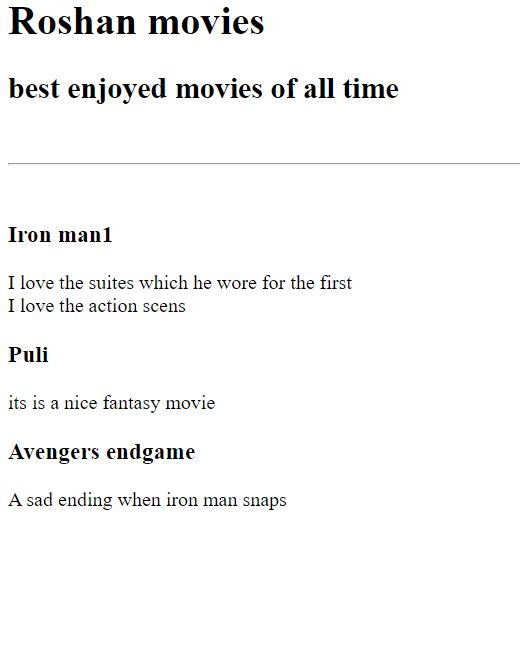 Roshan movies
best enjoyed movies of all time
Iron man1
I love the suites which he wore for the first
I love the action scens
Puli
its is a nice fantasy movie
Avengers endgame
A sad ending when iron man snaps